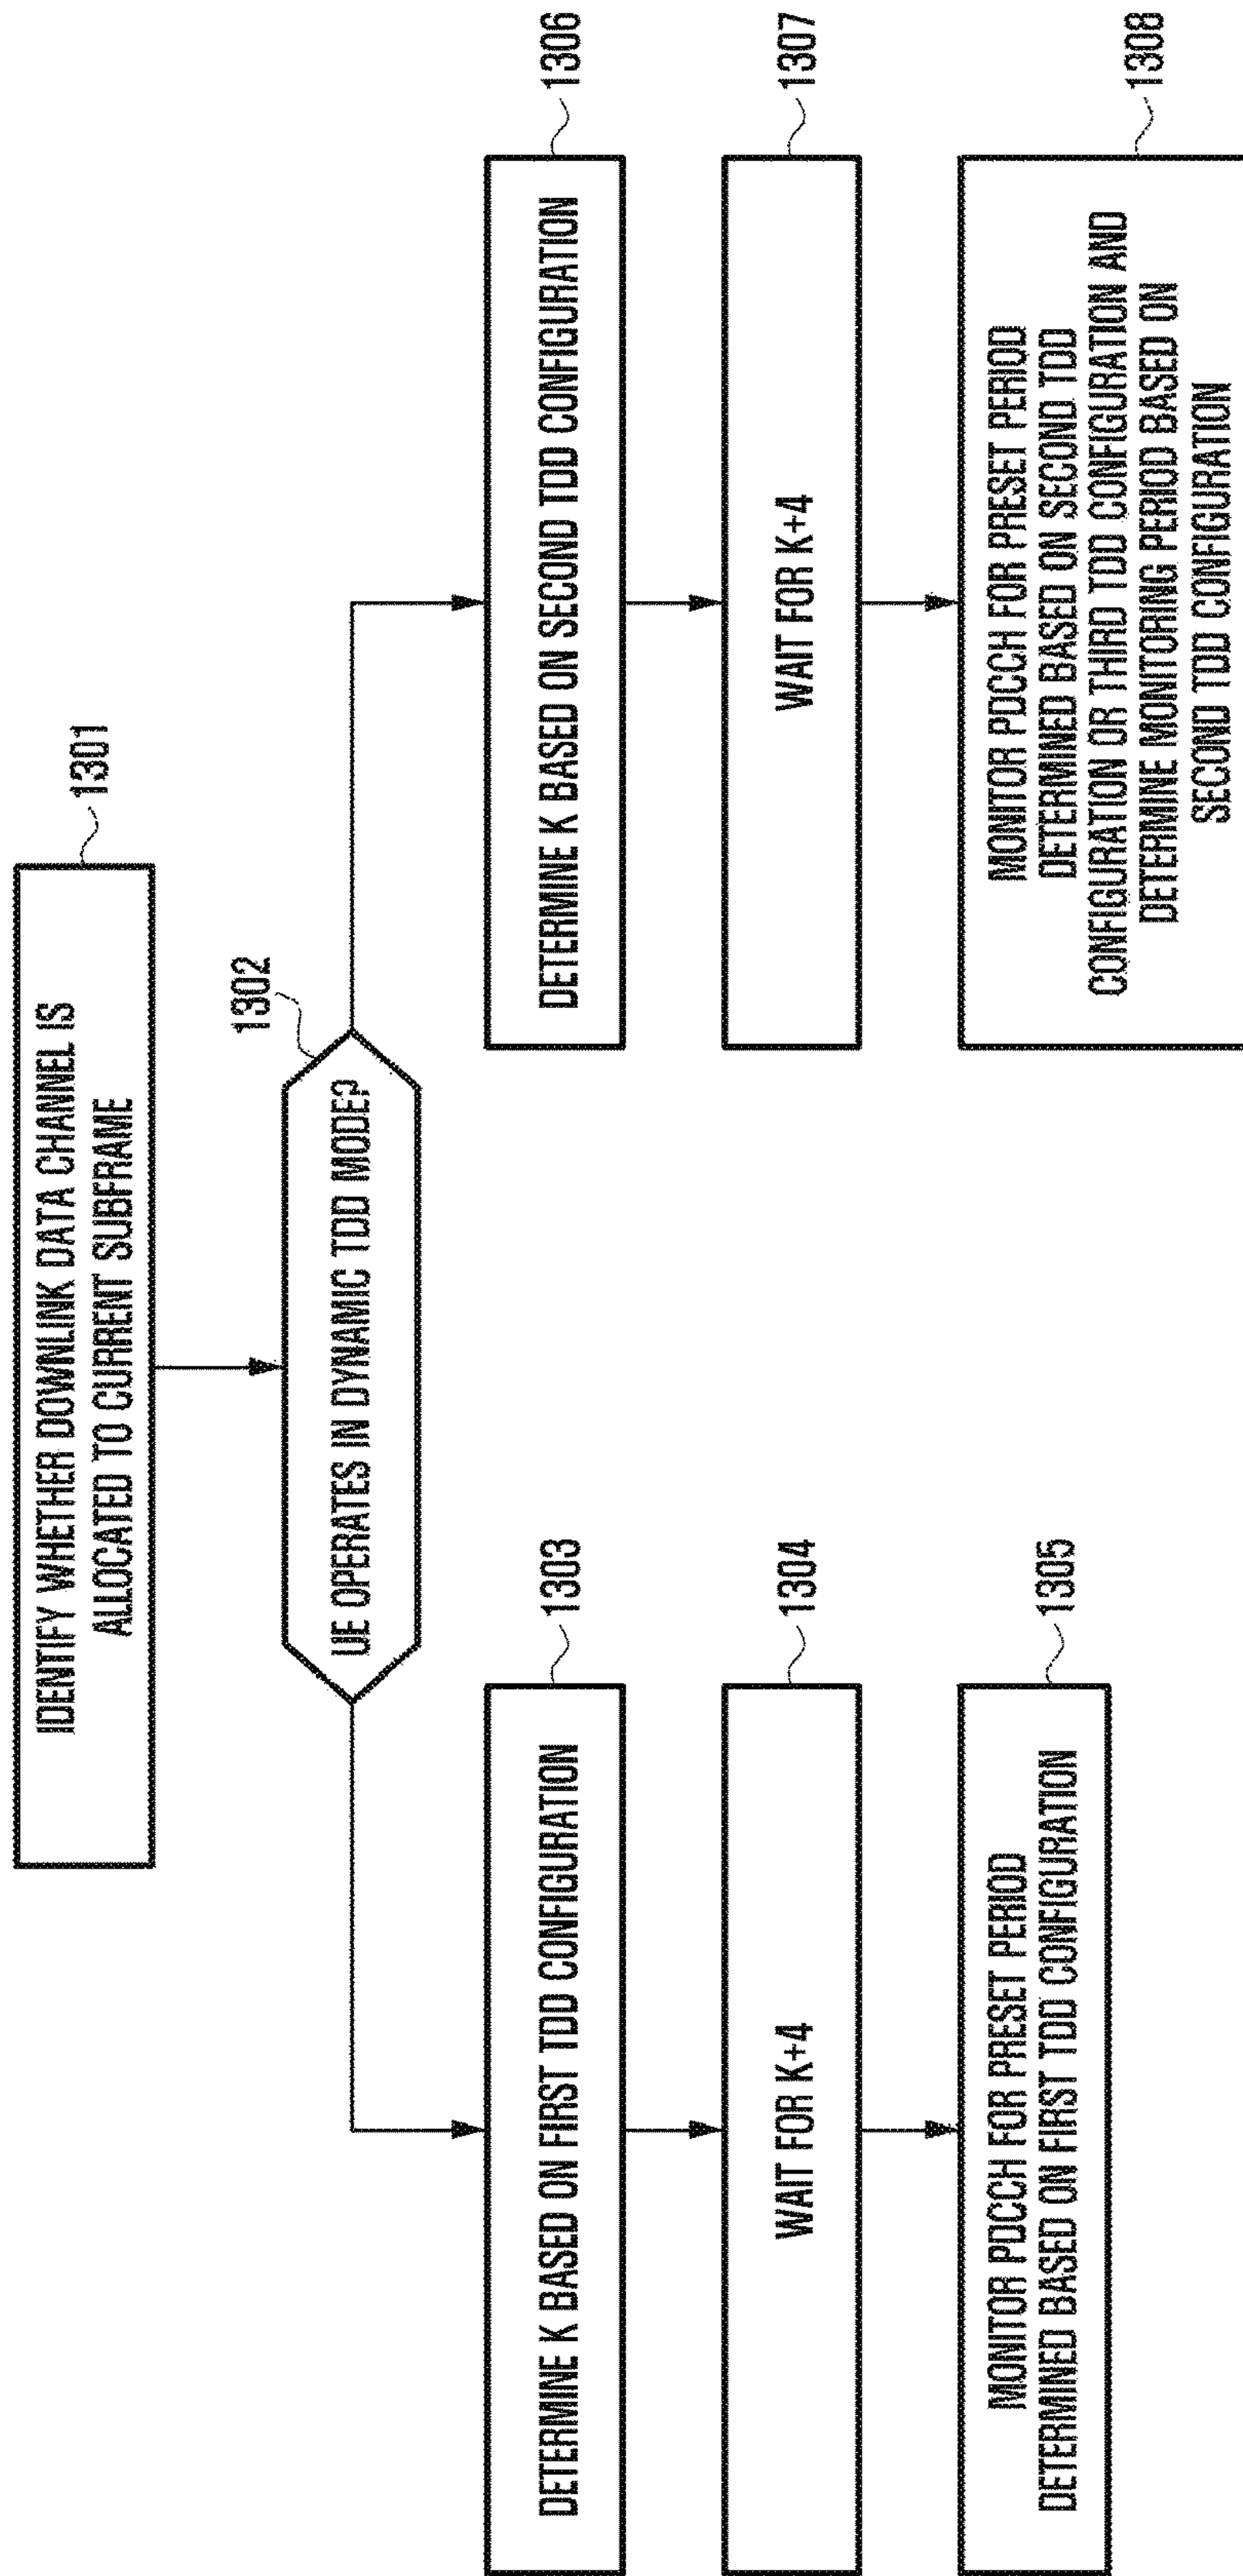 IDENTIFY WHETHER DOWNLINK DATA CHANNEL IS
ALLOCATED TO CURRENT SUBFRAME
1301
UE OPERATES IN DYNAMIC TDD MODE?
1302
DETERMINE K BASED ON FIRST TDD CONFIGURATION
1303
WAIT FOR K+4
1304
MONITOR PDCCH FOR PRESET PERIOD
DETERMINED BASED ON FIRST TDD CONFIGURATION
1305
DETERMINE K BASED ON SECOND TDD CONFIGURATION
1306
WAIT FOR K+4
1307
MONITOR PDCCH FOR PRESET PERIOD
DETERMINED BASED ON SECOND TDD
CONFIGURATION OR THIRD TDD CONFIGURATION AND
DETERMINE MONITORING PERIOD BASED ON
SECOND TDD CONFIGURATION
1308